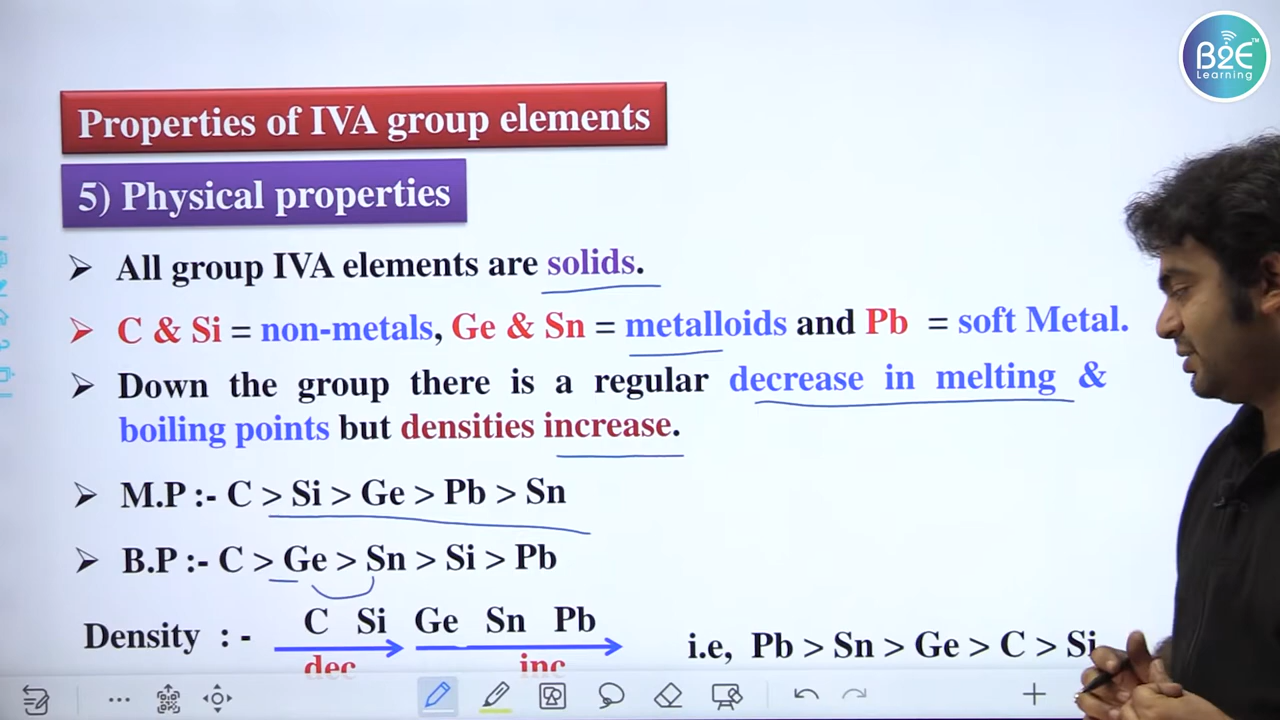 B2E™
Learning
Properties of IVA group elements
5) Physical properties
➢ All group IVA elements are solids.
➢ C & Si = non-metals, Ge & Sn = metalloids and Pb = soft Metal.
➢ Down the group there is a regular decrease in melting &
boiling points but densities increase.
➢ M.P :- C > Si > Ge > Pb > Sn
➢ B.P :- C > Ge > Sn > Si > Pb
Density : - C Si Ge Sn Pb i.e, Pb > Sn > Ge > C > Si
dec inc